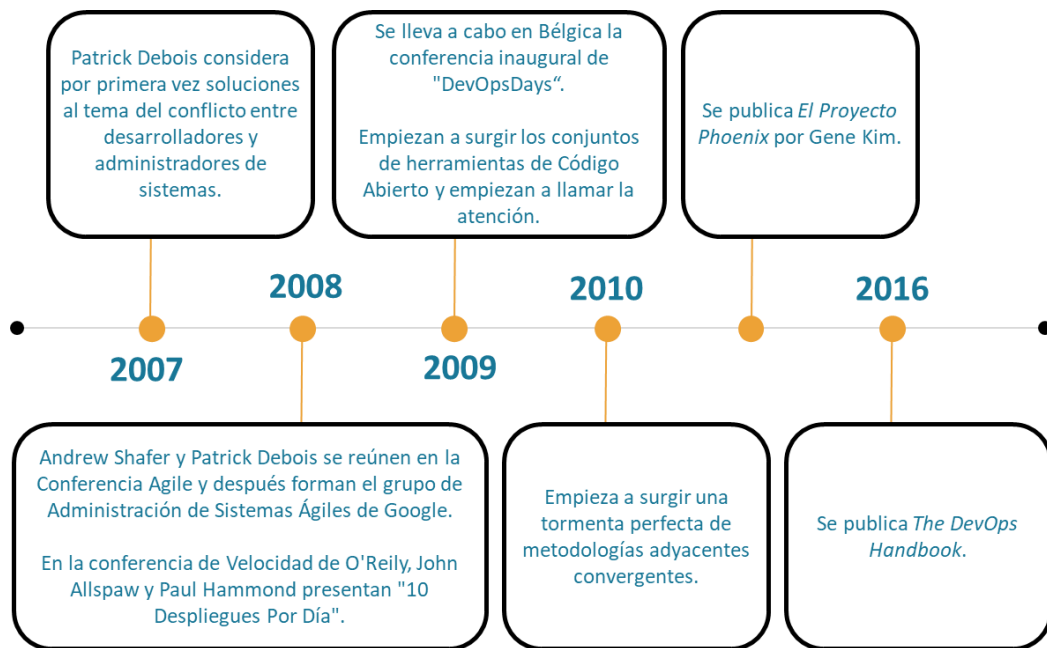 Patrick Debois considera
por primera vez soluciones
al tema del conflicto entre
desarrolladores y
administradores de
sistemas.
Se lleva a cabo en Bélgica la
conferencia inaugural de
"DevOpsDays“.
Empiezan a surgir los conjuntos
de herramientas de Código
Abierto y empiezan a llamar la
atención.
Se publica El Proyecto
Phoenix por Gene Kim.
2008
2010
2016
2007
2009
Andrew Shafer y Patrick Debois se reúnen en la
Conferencia Agile y después forman el grupo de
Administración de Sistemas Ágiles de Google.
En la conferencia de Velocidad de O'Reily, John
Allspaw y Paul Hammond presentan "10
Despliegues Por Día".
Empieza a surgir una
tormenta perfecta de
metodologías adyacentes
convergentes.
Se publica The DevOps
Handbook.